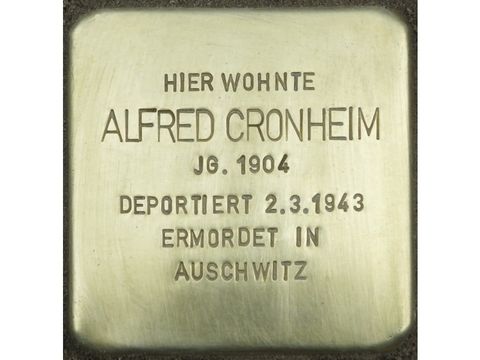 HIER WOHNTE
ALFRED CRONHEIM
JG. 1904
DEPORTIERT 2.3.1943
ERMORDET IN
AUSCHWITZ